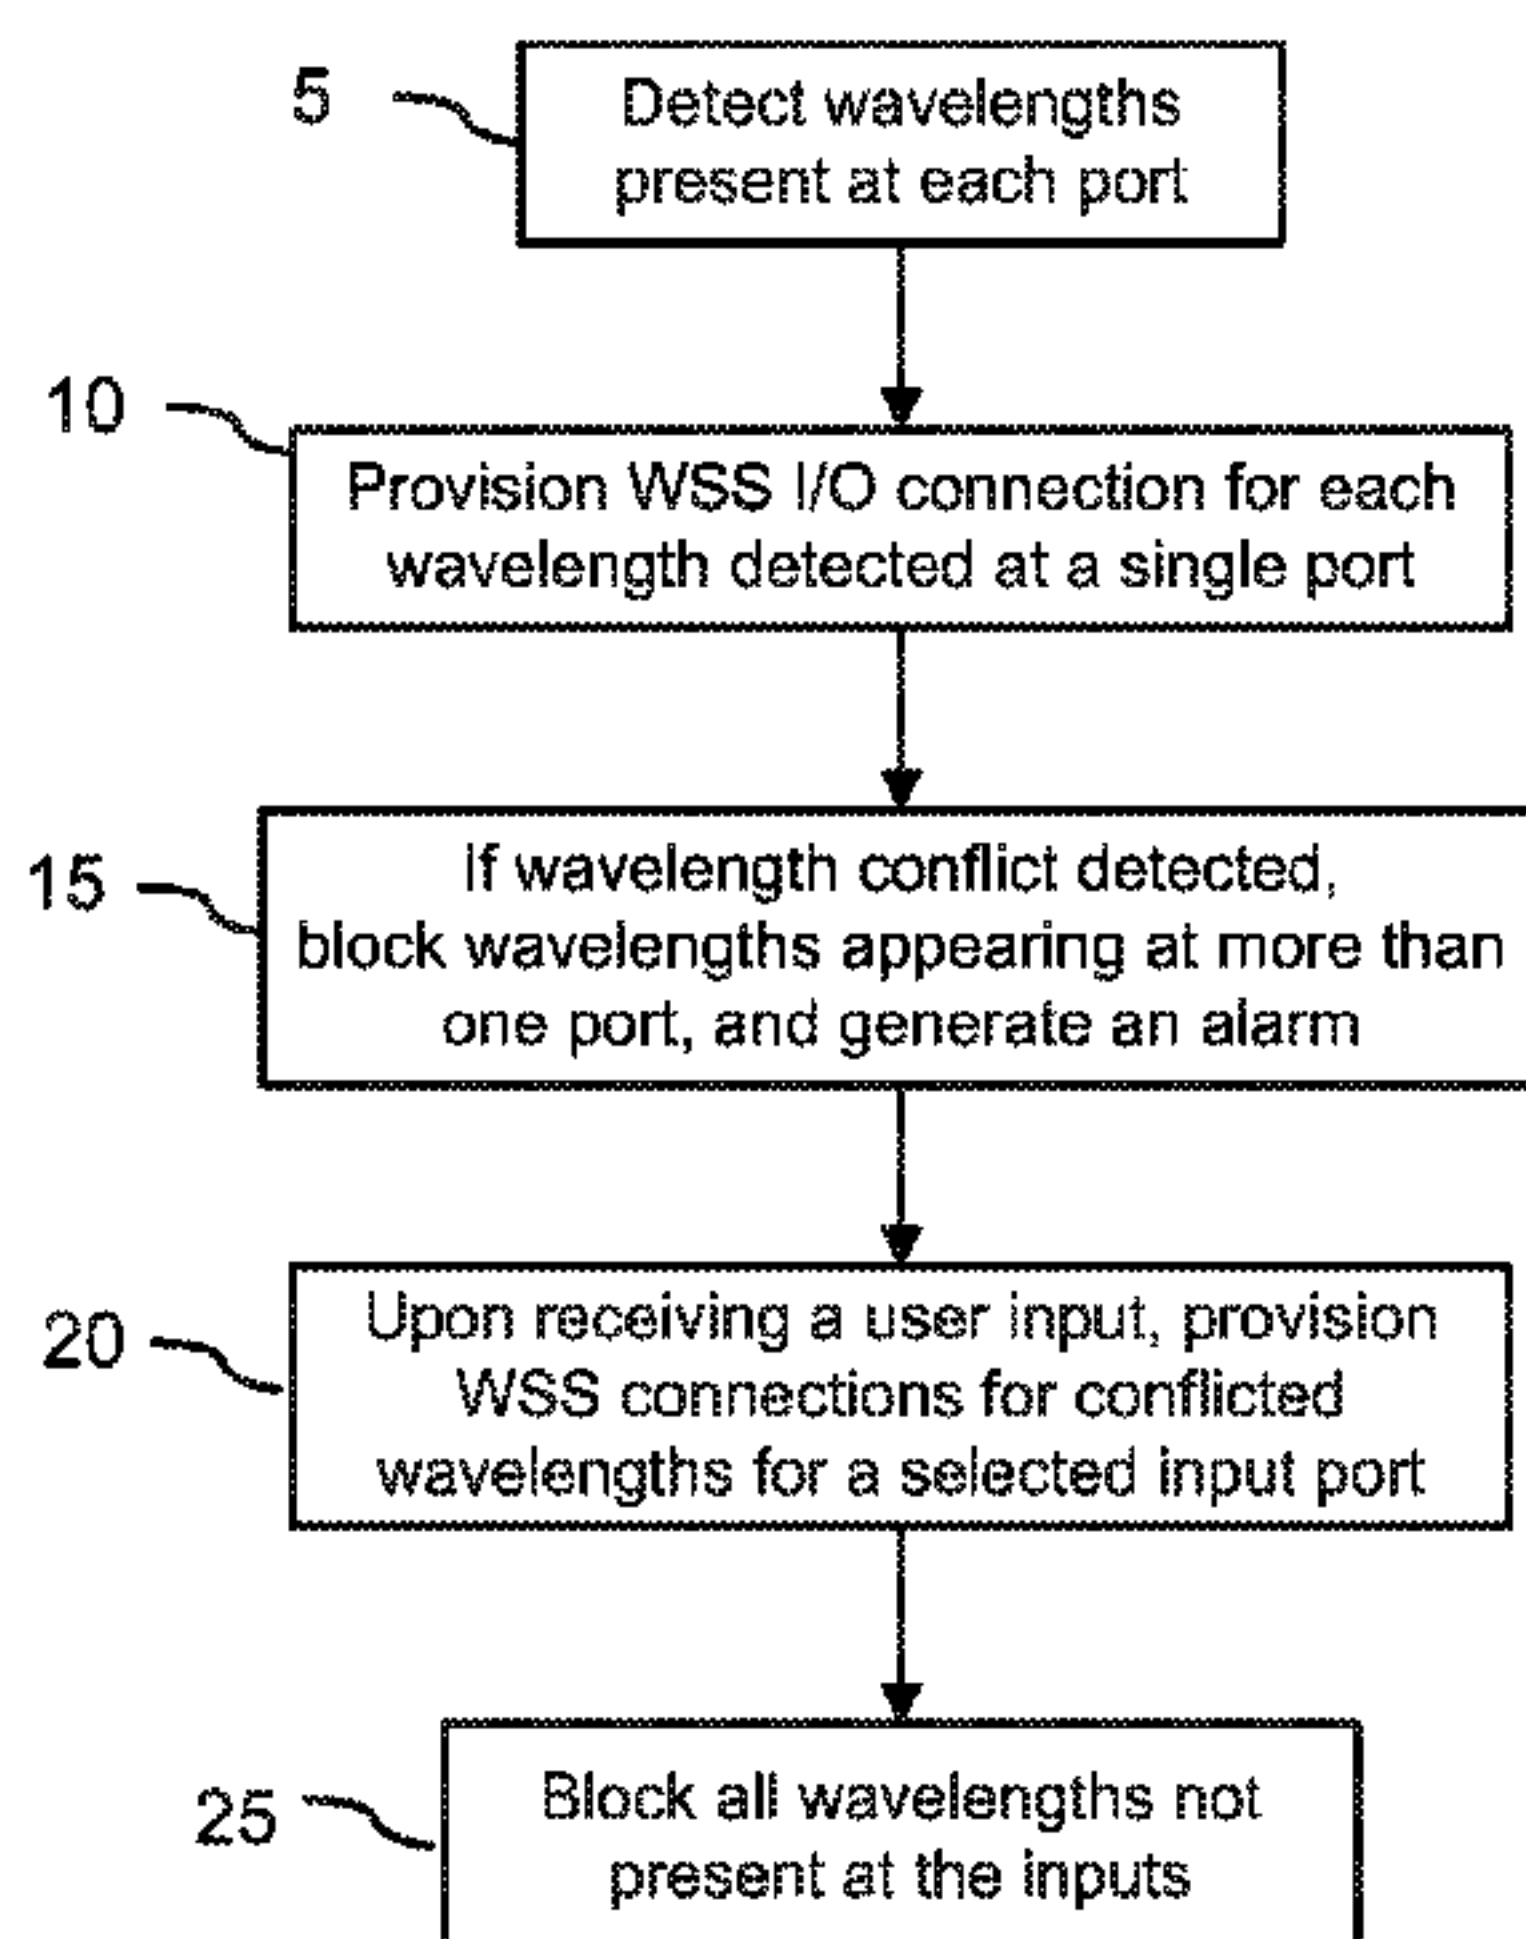 5
Detect wavelengths
present at each port
10
Provision WSS I/O connection for each
wavelength detected at a single port
15
If wavelength conflict detected,
block wavelengths appearing at more than
one port, and generate an alarm
20
Upon receiving a user input, provision
WSS connections for conflicted
wavelengths for a selected input port
25
Block all wavelengths not
present at the inputs